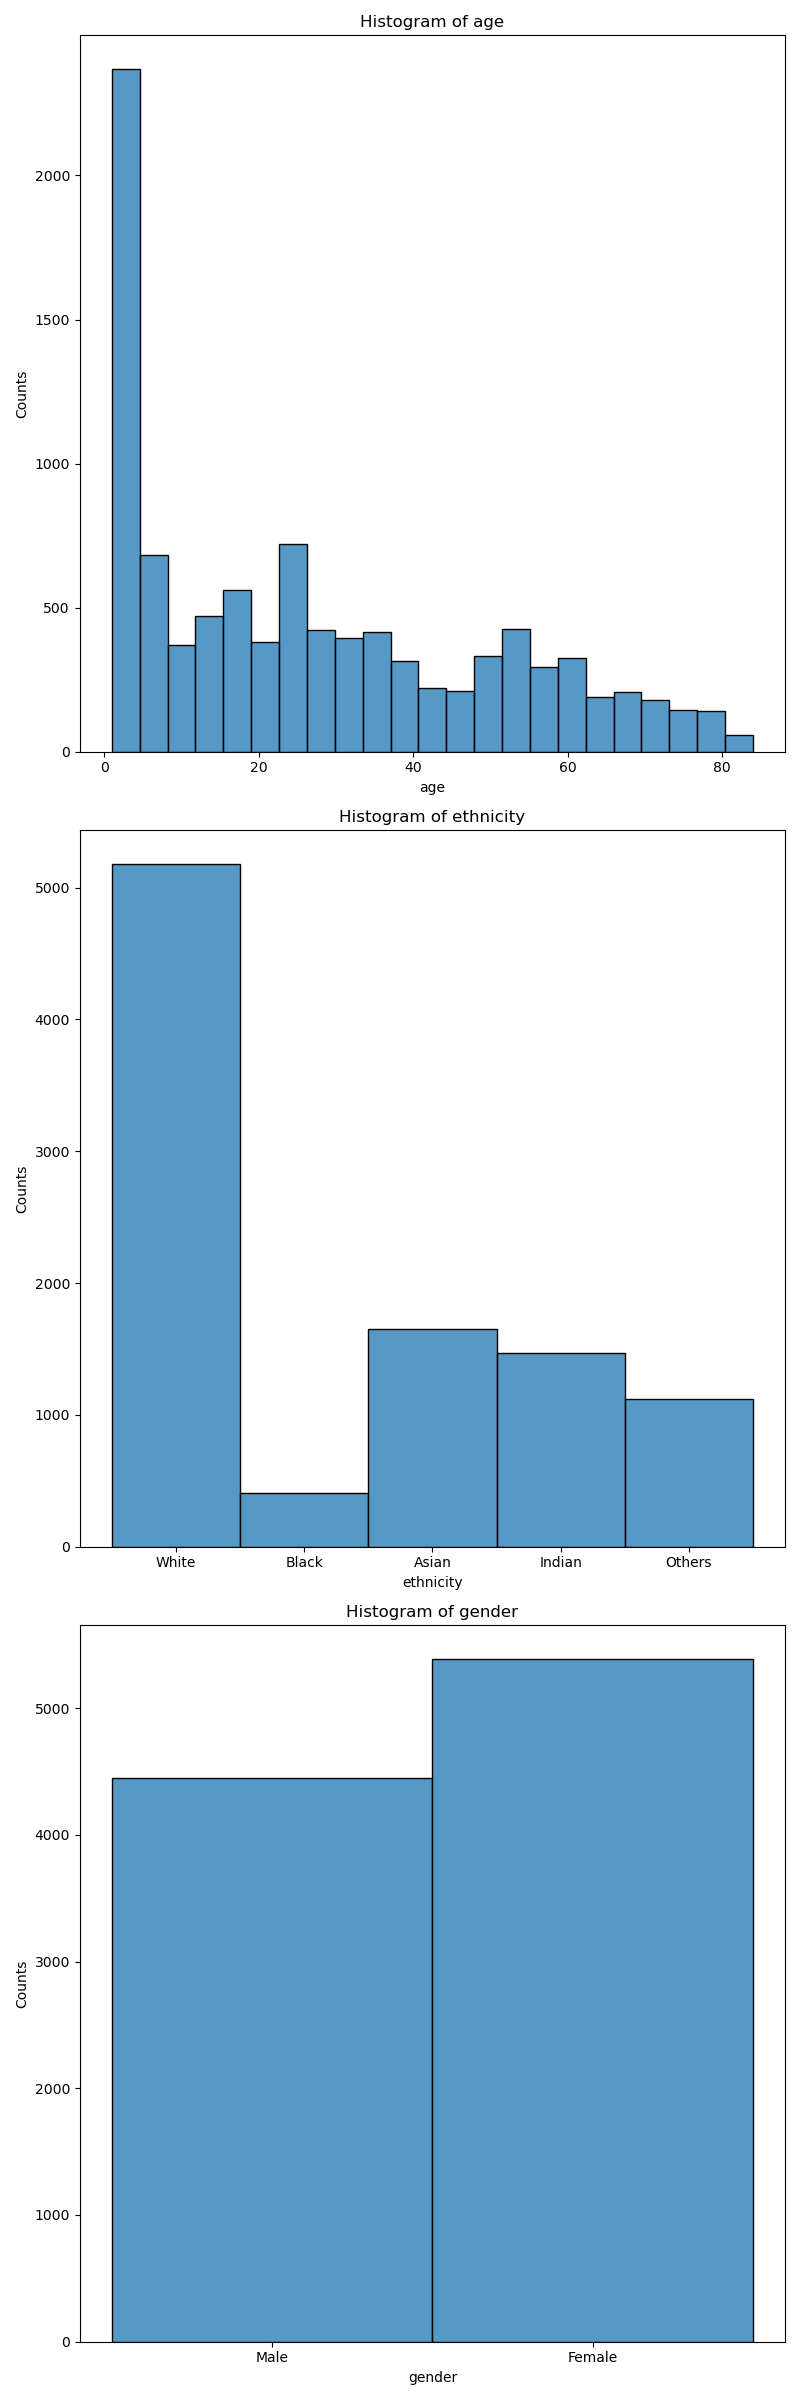 Histogram of age
2000
1500
1000
500
0
Counts
0 20 40 60 80
age
Histogram of ethnicity
5000
4000
3000
2000
1000
0
Counts
White Black Asian Indian Others
ethnicity
Histogram of gender
5000
4000
3000
2000
1000
0
Counts
Male Female
gender